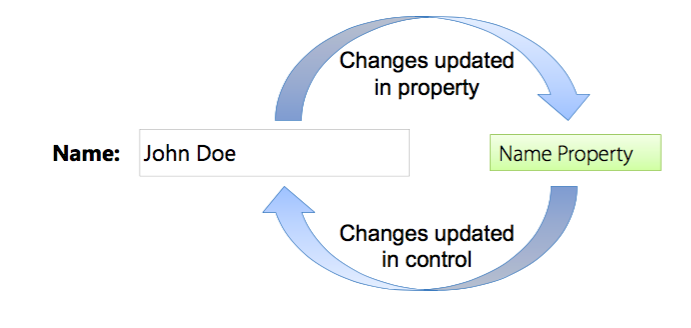 Changes updated
in property
Name: John Doe
Name Property
Changes updated
in control